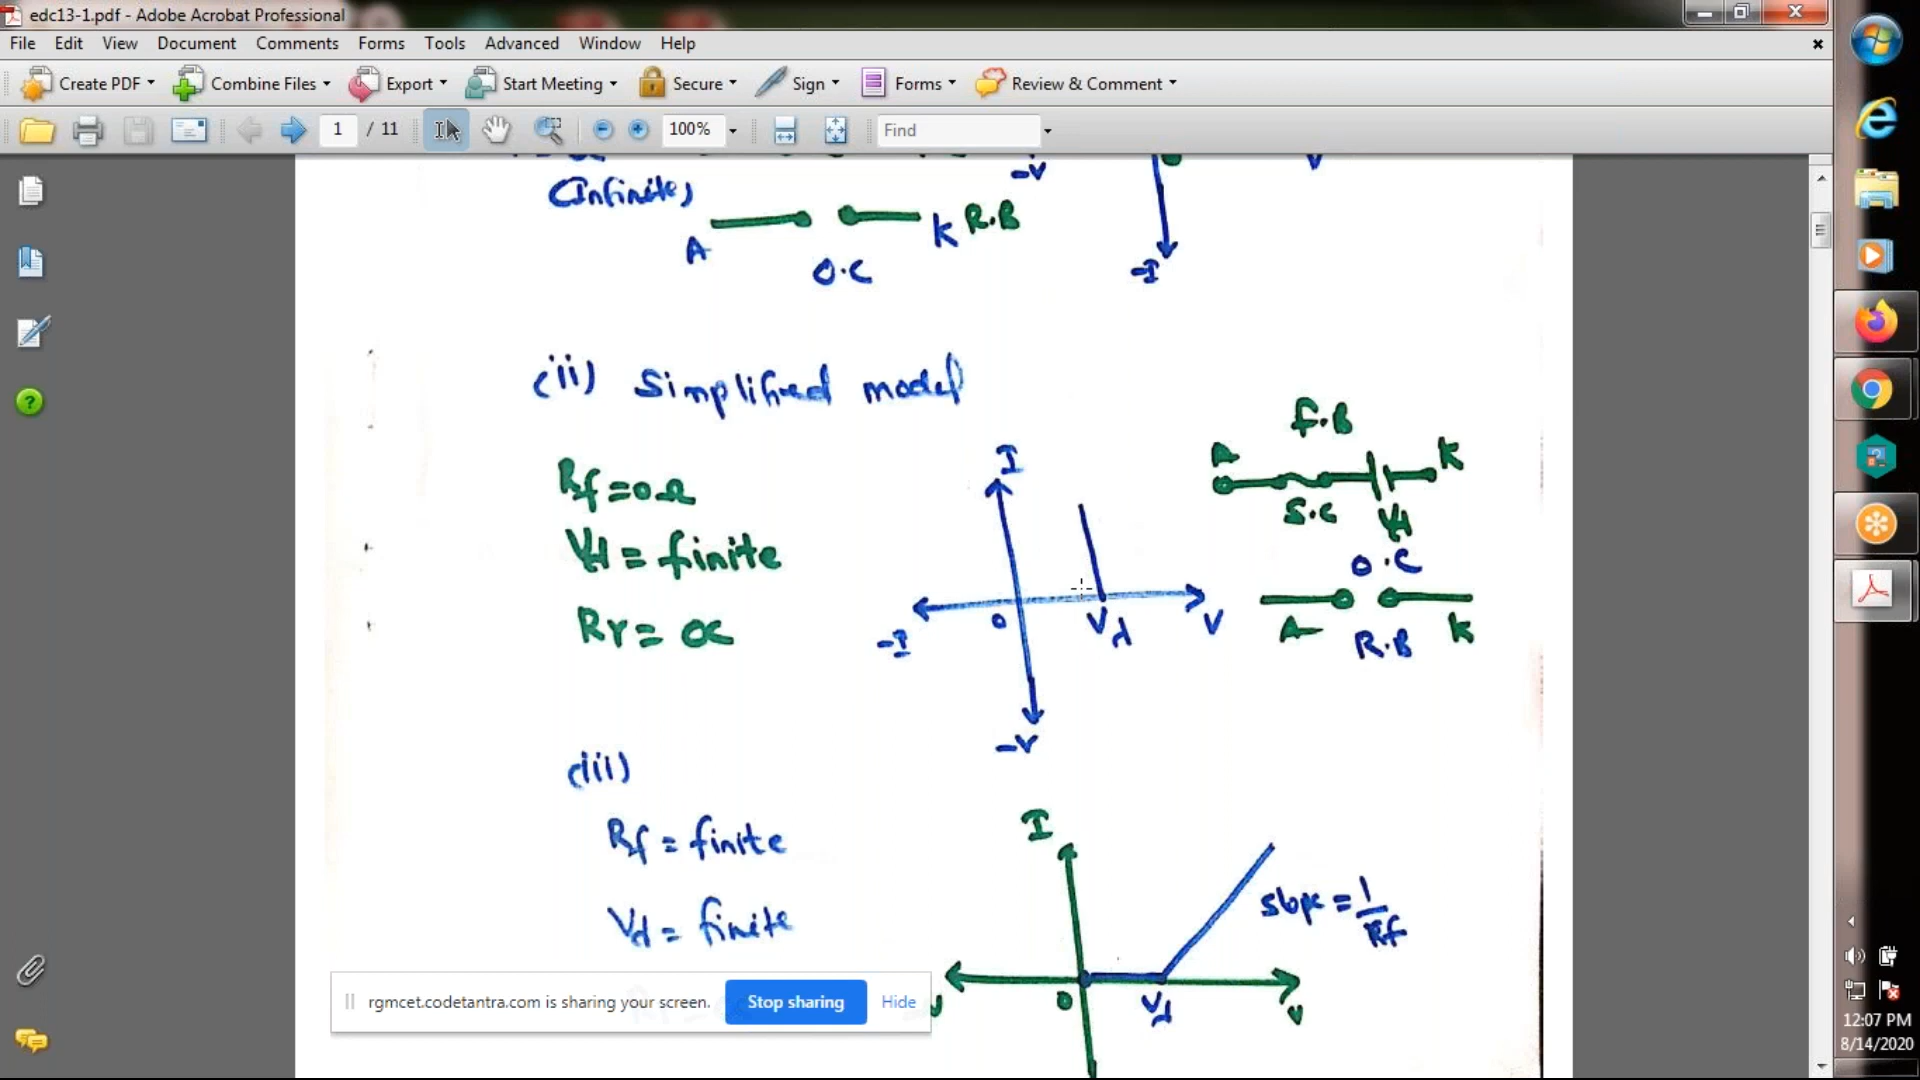 edc13-1.pdf - Adobe Acrobat Professional
File Edit View Document Comments Forms Tools Advanced Window Help
Create PDF Combine Files Export Start Meeting Secure Sign Forms Review & Comment
1 / 11 100% Find
(Infinite)
-V
V
A
K R.B
O.C
-I
(ii) Simplified model
F.B
A
K
I
Rf = 0Ω
S.C
Vd
Vd = finite
O.C
Rr = ∝
-I
0
Vd
V
A
R.B
K
-V
(iii)
Rf = finite
I
slope = 1/Rf
Vd = finite
rgmcet.codetantra.com is sharing your screen. Stop sharing Hide
0
Vd
V
12:07 PM
8/14/2020